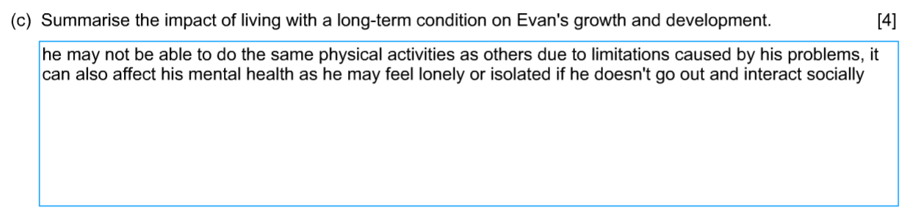 (c) Summarise the impact of living with a long-term condition on Evan's growth and development. [4]
he may not be able to do the same physical activities as others due to limitations caused by his problems, it
can also affect his mental health as he may feel lonely or isolated if he doesn't go out and interact socially